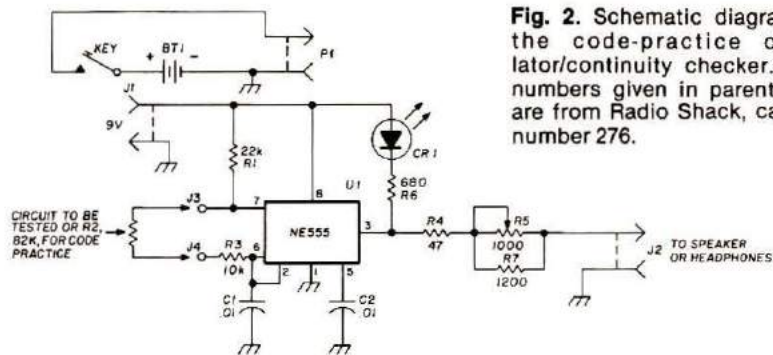 Fig. 2. Schematic diagra
the code-practice o
lator/continuity checker.
numbers given in parent
are from Radio Shack, ca
number 276.
KEY
+ BT1 -
P1
J1
9V
22k
R1
CR1
680
R6
U1
J3
7
8
3
NE555
CIRCUIT TO BE
TESTED OR R2,
82K, FOR CODE
PRACTICE
J4
R3
10k
6
2
1
5
R4
47
R5
1000
R7
1200
J2
TO SPEAKER
OR HEADPHONES
C1
.01
C2
.01